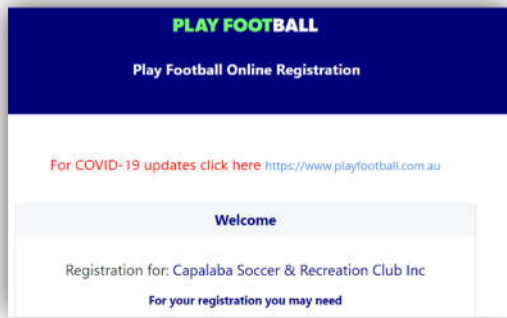 PLAY FOOTBALL
Play Football Online Registration
For COVID-19 updates click here https://www.playfootball.com.au
Welcome
Registration for: Capalaba Soccer & Recreation Club Inc
For your registration you may need